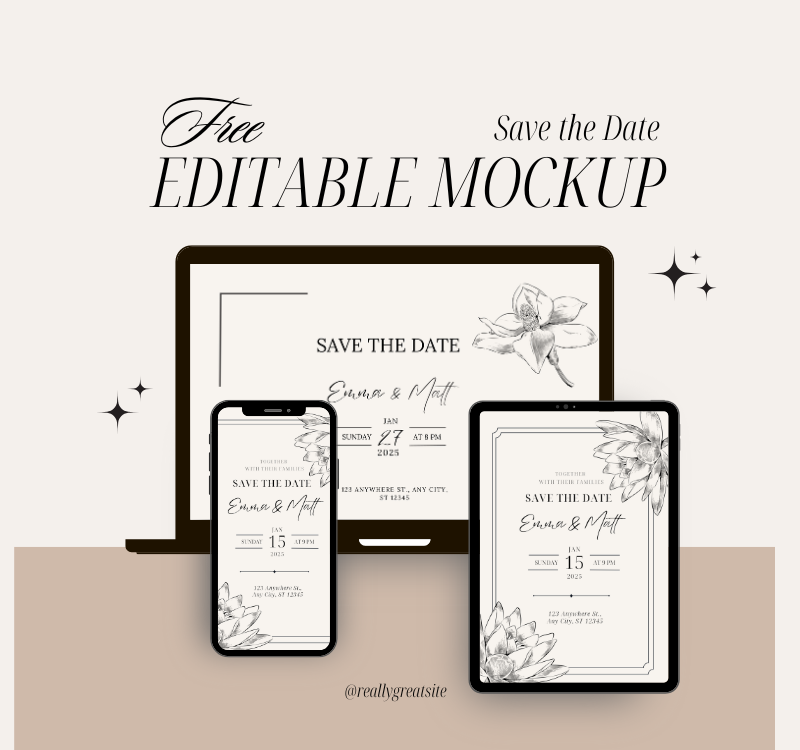 Free
Save the Date
EDITABLE MOCKUP
SAVE THE DATE
Emma & Matt
JAN
SUNDAY 27 AT 8 PM
2025
123 ANYWHERE ST., ANY CITY,
ST 12345
TOGETHER
WITH THEIR FAMILIES
SAVE THE DATE
Emma & Matt
JAN
SUNDAY 15 AT 9 PM
2025
123 Anywhere St.,
Any City, ST 12345
TOGETHER
WITH THEIR FAMILIES
SAVE THE DATE
Emma & Matt
JAN
SUNDAY 15 AT 9 PM
2025
123 Anywhere St.,
Any City, ST 12345
@reallygreatsite